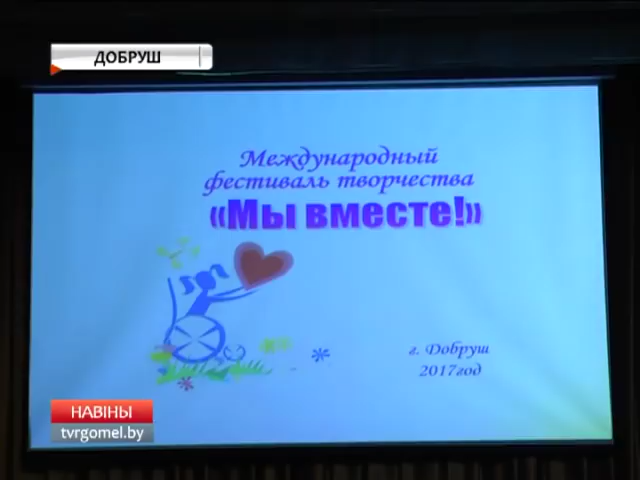 ДОБРУШ
Международный
фестиваль творчества
«Мы вместе!»
г. Добруш
2017год
НАВІНЫ
tvrgomel.by